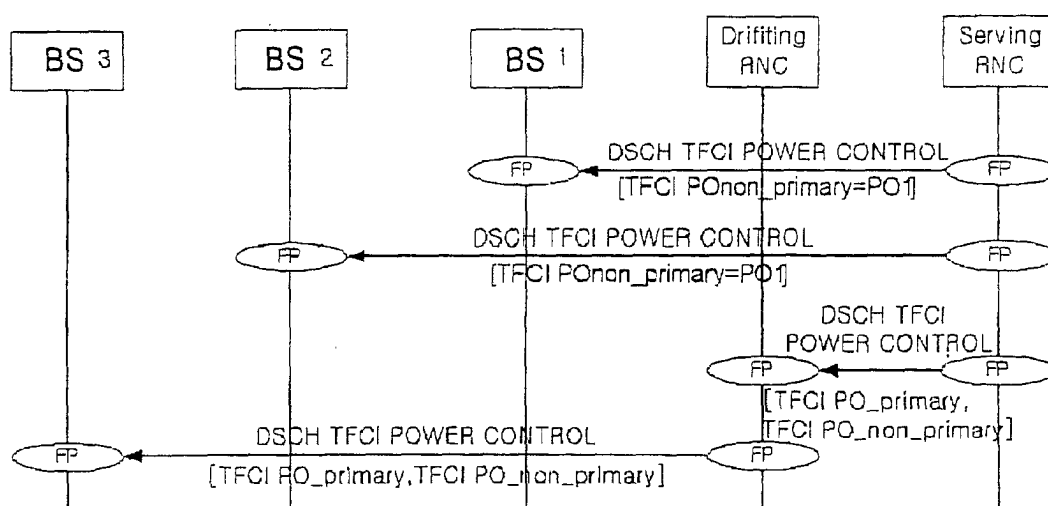 BS 3
BS 2
BS 1
Drifiting
RNC
Serving
RNC
DSCH TFCI POWER CONTROL
FP
FP
[TFCI POnon_primary=PO1]
DSCH TFCI POWER CONTROL
FP
FP
[TFCI POnon_primary=PO1]
DSCH TFCI
POWER CONTROL
FP
FP
[TFCI PO_primary,
TFCI PO_non_primary]
DSCH TFCI POWER CONTROL
FP
FP
[TFCI PO_primary,TFCI PO_non_primary]